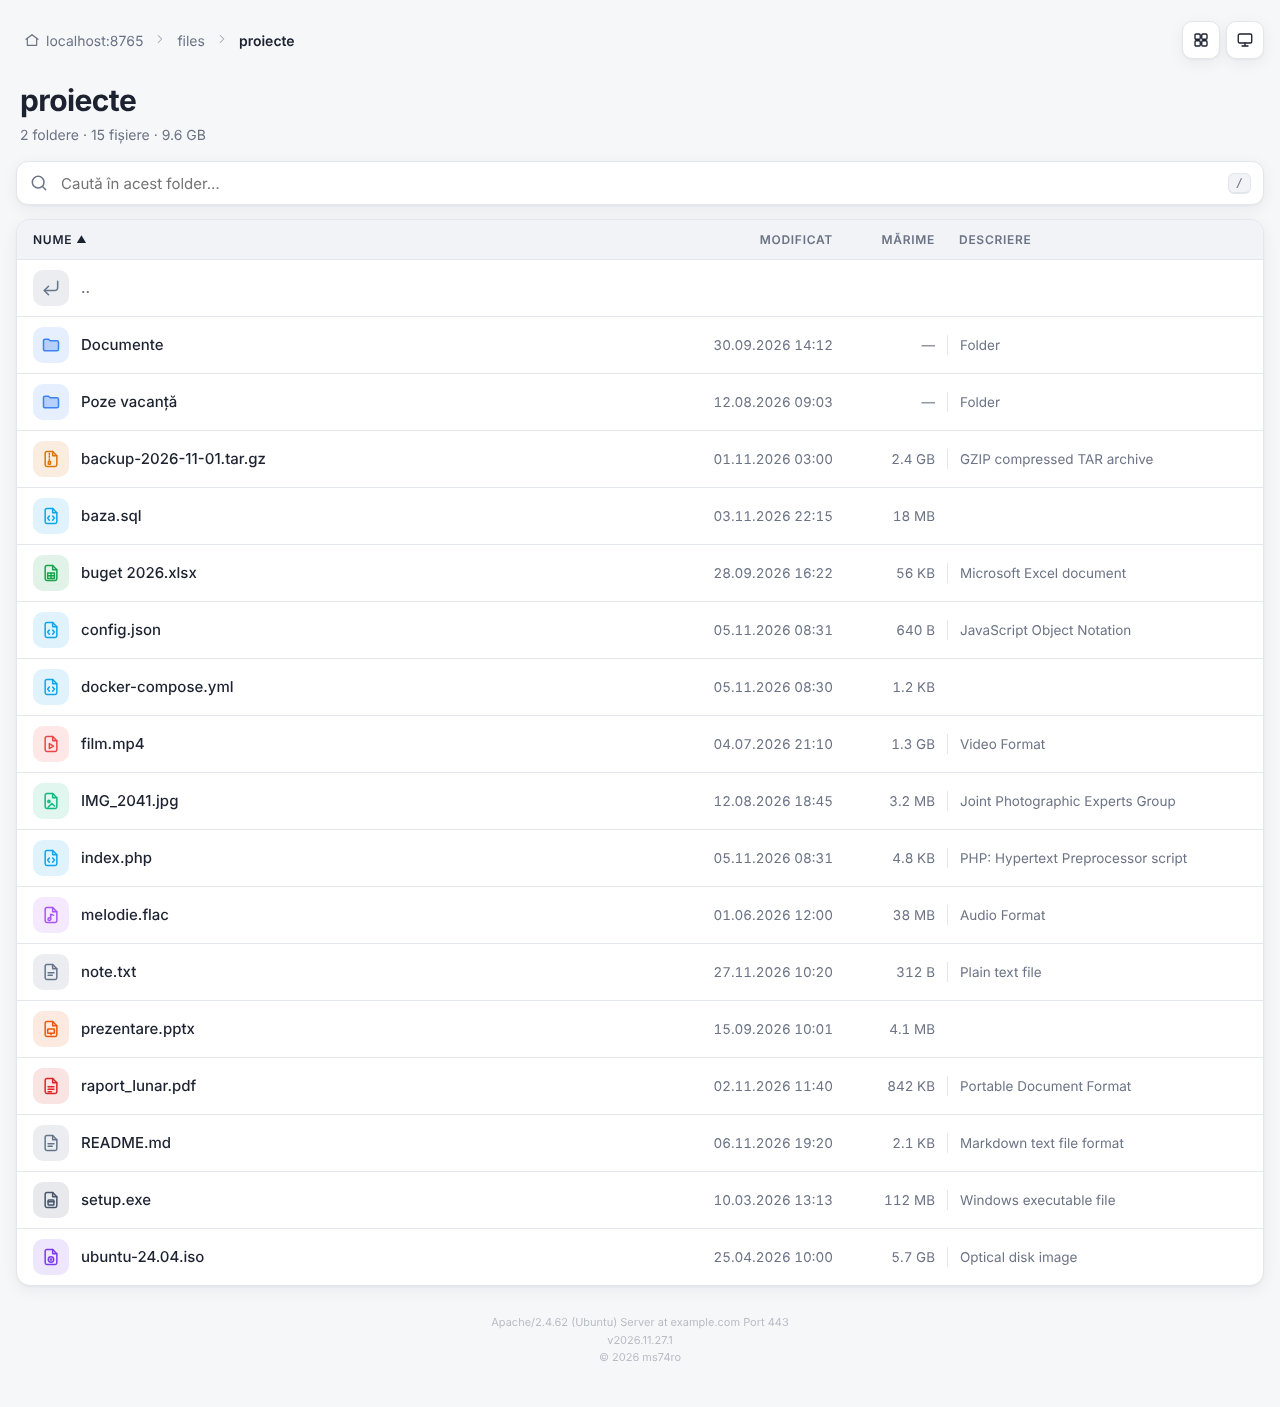 localhost:8765 > files > proiecte
proiecte
2 foldere · 15 fișiere · 9.6 GB
Caută în acest folder... /
NUME ▲ MODIFICAT MĂRIME DESCRIERE
..
Documente 30.09.2026 14:12 — Folder
Poze vacanță 12.08.2026 09:03 — Folder
backup-2026-11-01.tar.gz 01.11.2026 03:00 2.4 GB GZIP compressed TAR archive
baza.sql 03.11.2026 22:15 18 MB
buget 2026.xlsx 28.09.2026 16:22 56 KB Microsoft Excel document
config.json 05.11.2026 08:31 640 B JavaScript Object Notation
docker-compose.yml 05.11.2026 08:30 1.2 KB
film.mp4 04.07.2026 21:10 1.3 GB Video Format
IMG_2041.jpg 12.08.2026 18:45 3.2 MB Joint Photographic Experts Group
index.php 05.11.2026 08:31 4.8 KB PHP: Hypertext Preprocessor script
melodie.flac 01.06.2026 12:00 38 MB Audio Format
note.txt 27.11.2026 10:20 312 B Plain text file
prezentare.pptx 15.09.2026 10:01 4.1 MB
raport_lunar.pdf 02.11.2026 11:40 842 KB Portable Document Format
README.md 06.11.2026 19:20 2.1 KB Markdown text file format
setup.exe 10.03.2026 13:13 112 MB Windows executable file
ubuntu-24.04.iso 25.04.2026 10:00 5.7 GB Optical disk image
Apache/2.4.62 (Ubuntu) Server at example.com Port 443
v2026.11.27.1
© 2026 ms74ro